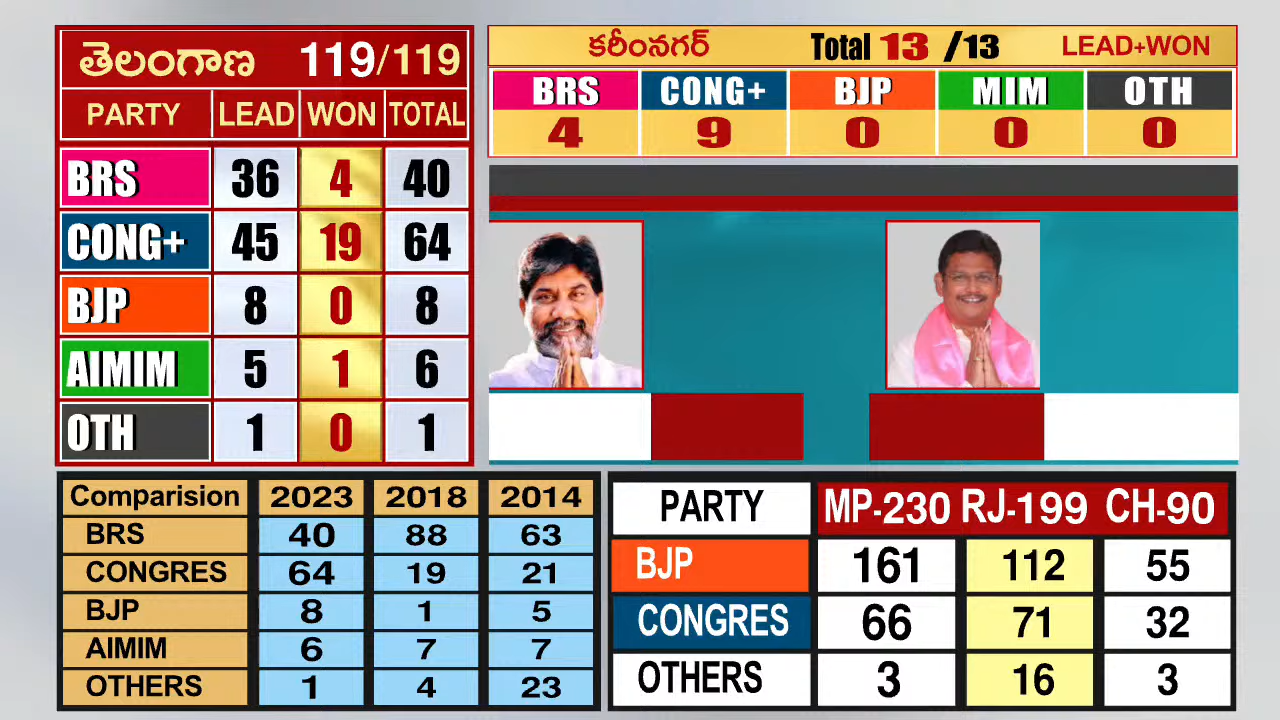 తెలంగాణ 119/119
PARTY LEAD WON TOTAL
BRS 36 4 40
CONG+ 45 19 64
BJP 8 0 8
AIMIM 5 1 6
OTH 1 0 1
కరీంనగర్ Total 13 /13 LEAD+WON
BRS CONG+ BJP MIM OTH
4 9 0 0 0
Comparision 2023 2018 2014
BRS 40 88 63
CONGRES 64 19 21
BJP 8 1 5
AIMIM 6 7 7
OTHERS 1 4 23
PARTY MP-230 RJ-199 CH-90
BJP 161 112 55
CONGRES 66 71 32
OTHERS 3 16 3